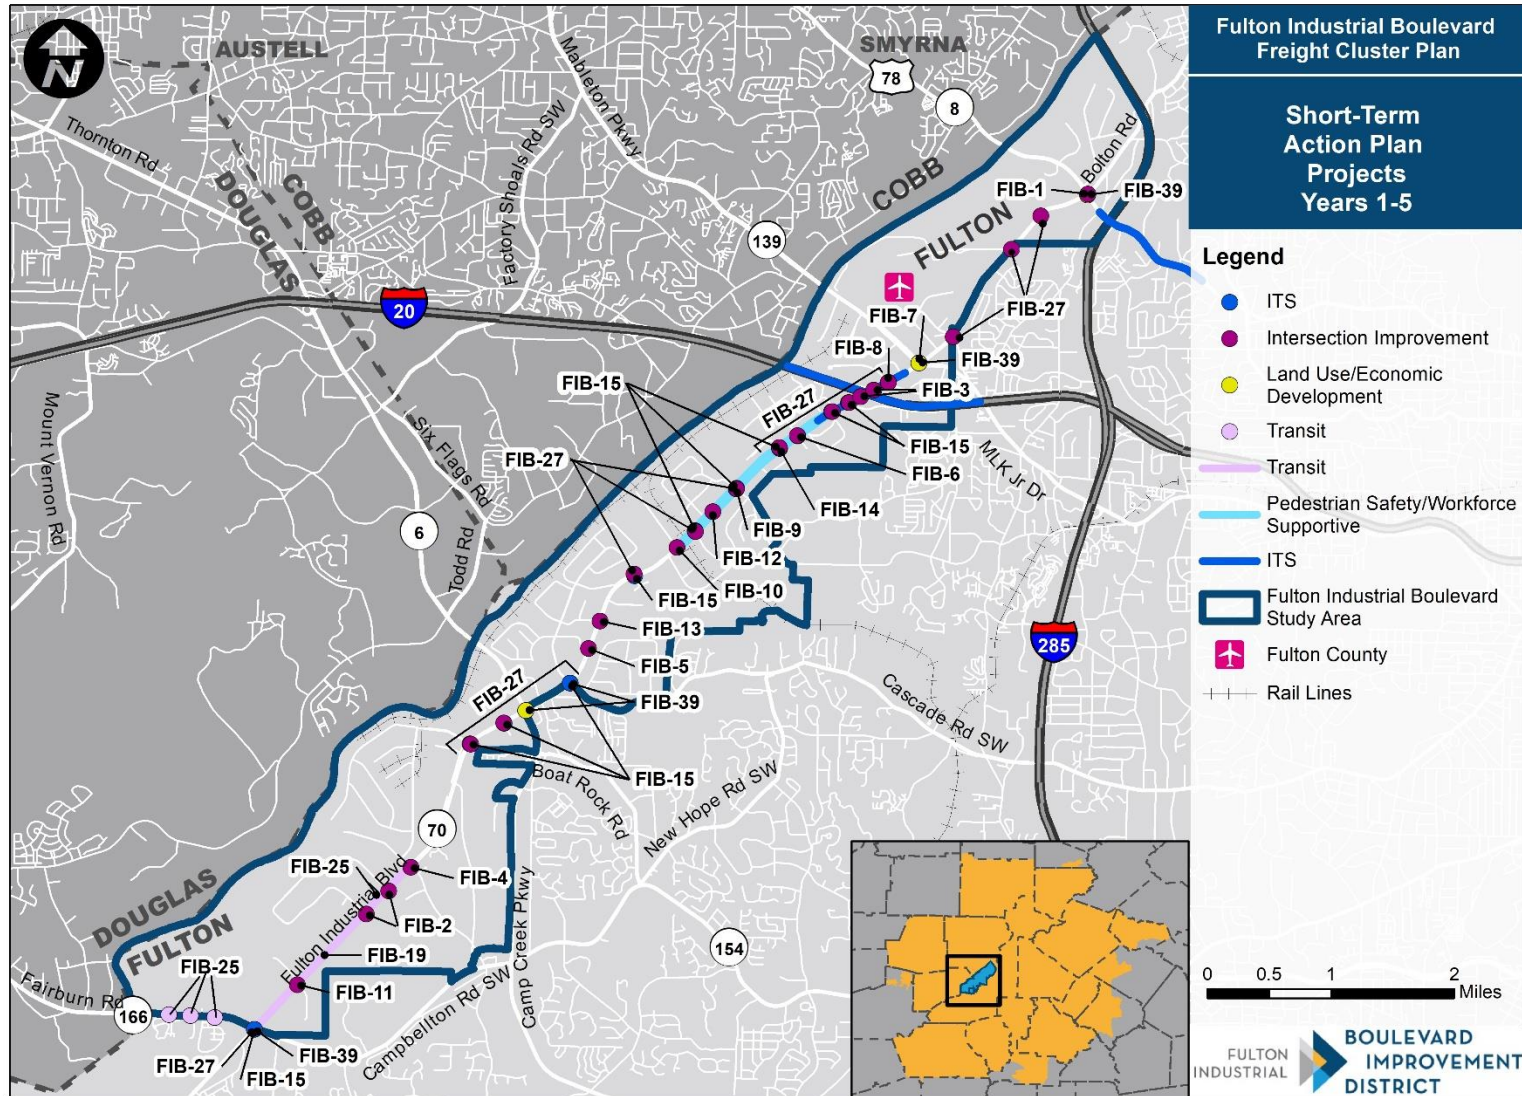 Fulton Industrial Boulevard
Freight Cluster Plan
Short-Term
Action Plan
Projects
Years 1-5
Legend
ITS
Intersection Improvement
Land Use/Economic
Development
Transit
Transit
Pedestrian Safety/Workforce
Supportive
ITS
Fulton Industrial Boulevard
Study Area
Fulton County
Rail Lines
0 0.5 1 2
Miles
FULTON
INDUSTRIAL
BOULEVARD
IMPROVEMENT
DISTRICT
N
AUSTELL
SMYRNA
78
8
Thornton Rd
Mableton Pkwy
Factory Shoals Rd SW
Bolton Rd
COBB
DOUGLAS
COBB
FULTON
FIB-1
FIB-39
139
20
FIB-27
FIB-7
FIB-8
FIB-39
FIB-15
FIB-27
FIB-3
FIB-15
FIB-6
MLK Jr Dr
Mount Vernon Rd
Six Flags Rd
FIB-27
FIB-14
FIB-9
6
Todd Rd
FIB-12
FIB-10
FIB-15
FIB-13
285
FIB-5
FIB-27
FIB-39
Cascade Rd SW
FIB-15
Boat Rock Rd
New Hope Rd SW
70
FIB-25
FIB-4
Fulton Industrial Blvd
FIB-2
Camp Creek Pkwy
154
DOUGLAS
FULTON
FIB-19
FIB-25
FIB-11
Fairburn Rd
166
Campbellton Rd SW
FIB-39
FIB-27
FIB-15